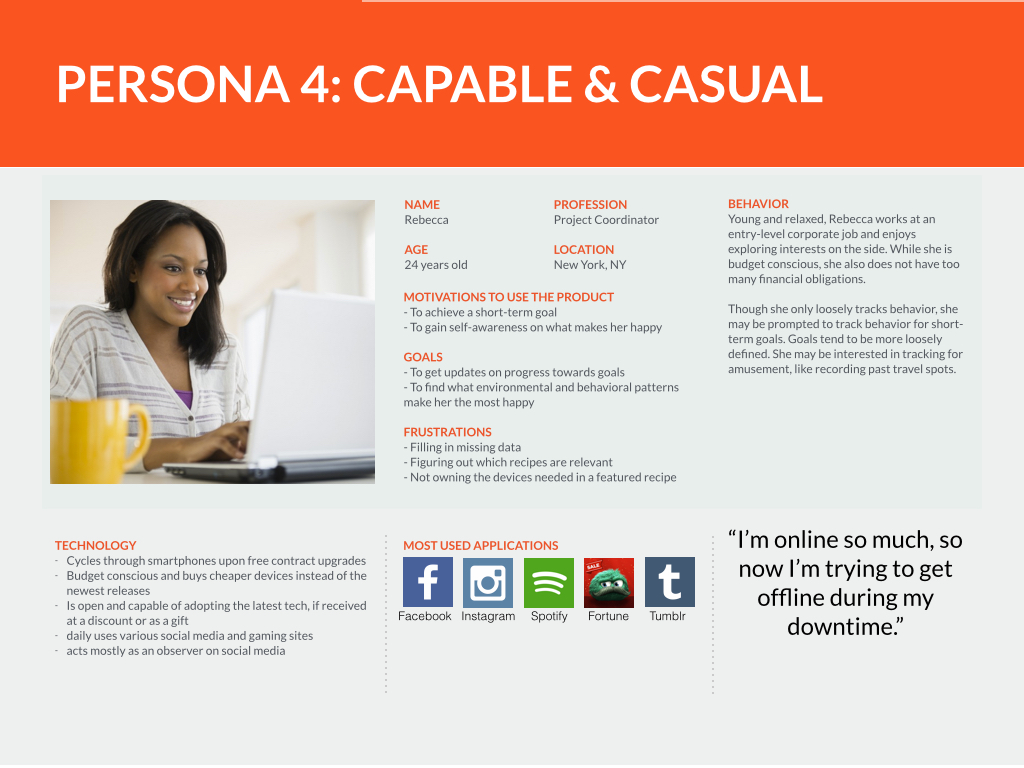 PERSONA 4: CAPABLE & CASUAL
NAME
Rebecca
PROFESSION
Project Coordinator
AGE
24 years old
LOCATION
New York, NY
MOTIVATIONS TO USE THE PRODUCT
- To achieve a short-term goal
- To gain self-awareness on what makes her happy
GOALS
- To get updates on progress towards goals
- To find what environmental and behavioral patterns
make her the most happy
FRUSTRATIONS
- Filling in missing data
- Figuring out which recipes are relevant
- Not owning the devices needed in a featured recipe
BEHAVIOR
Young and relaxed, Rebecca works at an
entry-level corporate job and enjoys
exploring interests on the side. While she is
budget conscious, she also does not have too
many financial obligations.
Though she only loosely tracks behavior, she
may be prompted to track behavior for short-
term goals. Goals tend to be more loosely
defined. She may be interested in tracking for
amusement, like recording past travel spots.
TECHNOLOGY
- Cycles through smartphones upon free contract upgrades
- Budget conscious and buys cheaper devices instead of the
newest releases
- Is open and capable of adopting the latest tech, if received
at a discount or as a gift
- daily uses various social media and gaming sites
- acts mostly as an observer on social media
MOST USED APPLICATIONS
f
SALE
t
Facebook Instagram Spotify Fortune Tumblr
“I’m online so much, so
now I’m trying to get
offline during my
downtime.”